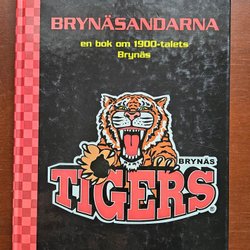 BRYNÄSANDARNA
en bok om 1900-talets
Brynäs
BRYNÄS
TIGERS
®